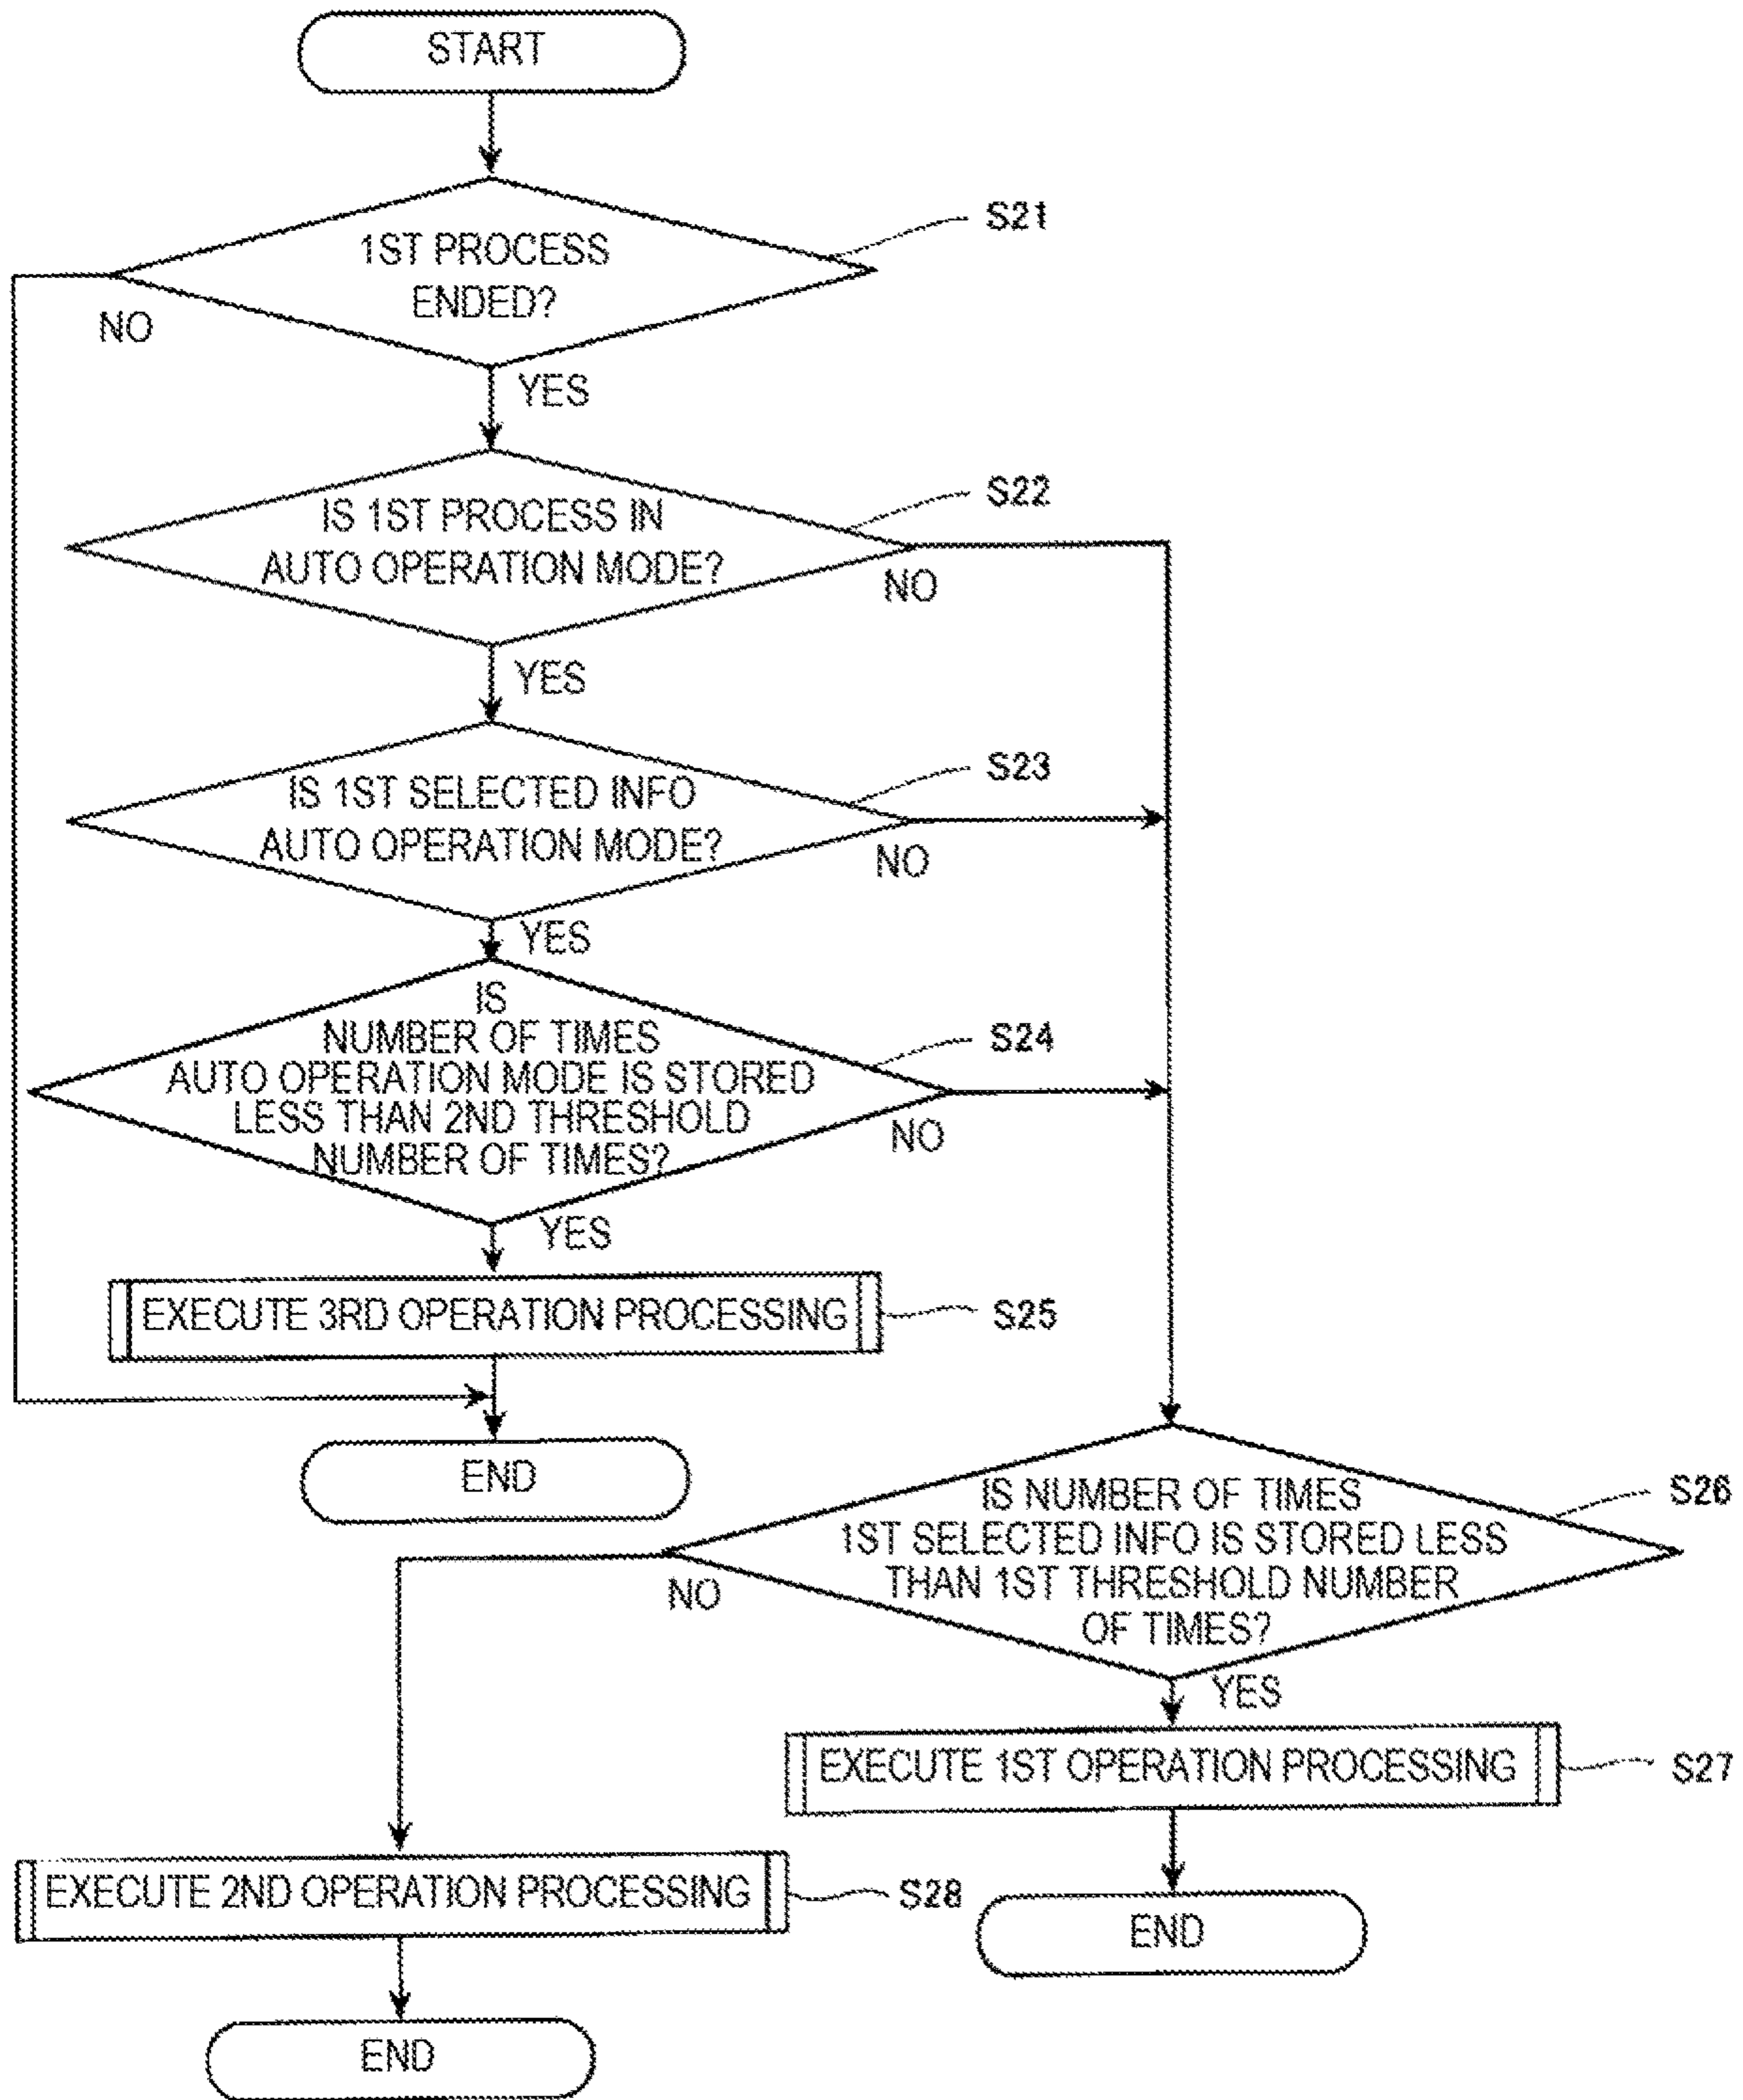 START
S21
1ST PROCESS
ENDED?
NO
YES
S22
IS 1ST PROCESS IN
AUTO OPERATION MODE?
NO
YES
S23
IS 1ST SELECTED INFO
AUTO OPERATION MODE?
NO
YES
IS
NUMBER OF TIMES
S24
AUTO OPERATION MODE IS STORED
LESS THAN 2ND THRESHOLD
NUMBER OF TIMES?
NO
YES
EXECUTE 3RD OPERATION PROCESSING
S25
END
IS NUMBER OF TIMES
S26
1ST SELECTED INFO IS STORED LESS
THAN 1ST THRESHOLD NUMBER
OF TIMES?
NO
YES
EXECUTE 1ST OPERATION PROCESSING
S27
EXECUTE 2ND OPERATION PROCESSING
S28
END
END